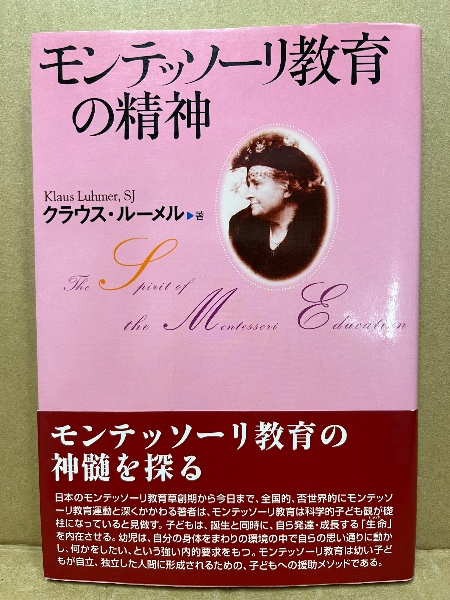 モンテッソーリ教育
の精神
Klaus Luhmer, SJ
クラウス・ルーメル▶著
The Spirit of
the Montessori Education
モンテッソーリ教育の
神髄を探る
日本のモンテッソーリ教育草創期から今日まで、全国的、否世界的にモンテッソ
ーリ教育運動と深くかかわる著者は、モンテッソーリ教育は科学的子ども観が礎
柱になっていると見做す。子どもは、誕生と同時に、自ら発達・成長する「生命」
を内在させる。幼児は、自分の身体をまわりの環境の中で自らの思い通りに動か
し、何かをしたい、という強い内的要求をもつ。モンテッソーリ教育は幼い子ど
もが自立、独立した人間に形成されるための、子どもへの援助メソッドである。